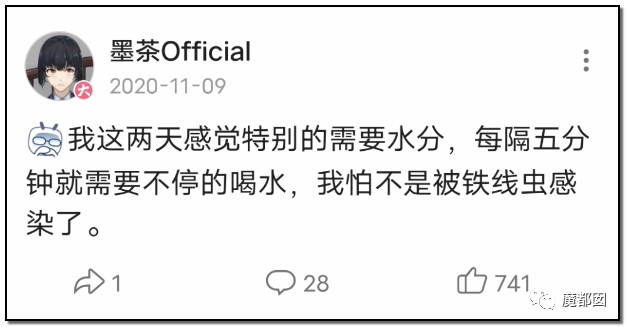 墨茶Official
2020-11-09
大
我这两天感觉特别的需要水分，每隔五分
钟就需要不停的喝水，我怕不是被铁线虫感
染了。
1
28
741
魔都囡